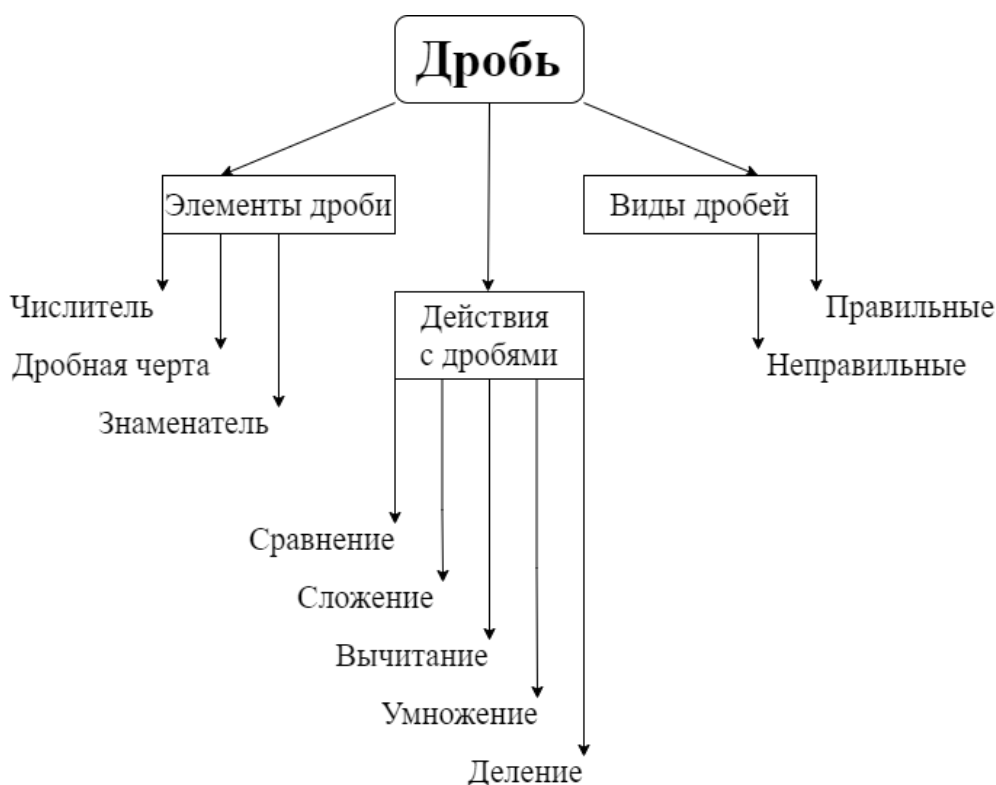 Дробь
Элементы дроби
Виды дробей
Числитель
Дробная черта
Знаменатель
Действия
с дробями
Правильные
Неправильные
Сравнение
Сложение
Вычитание
Умножение
Деление